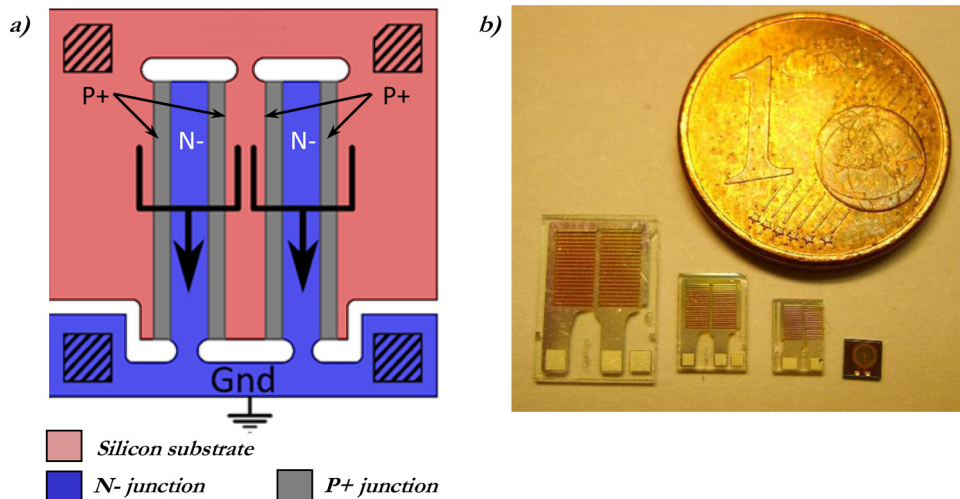 a)
P+
P+
N-
N-
Gnd
Silicon substrate
N- junction
P+ junction
b)
1
CENT